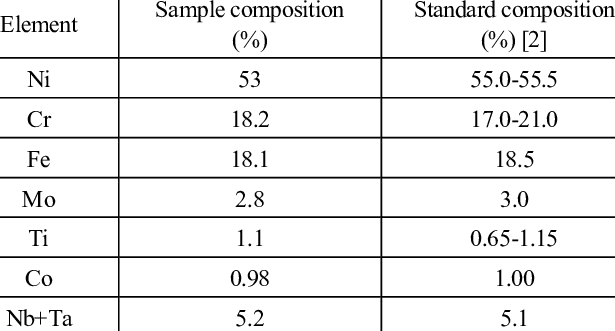 Element Sample composition (%) Standard composition (%) [2]
Ni 53 55.0-55.5
Cr 18.2 17.0-21.0
Fe 18.1 18.5
Mo 2.8 3.0
Ti 1.1 0.65-1.15
Co 0.98 1.00
Nb+Ta 5.2 5.1